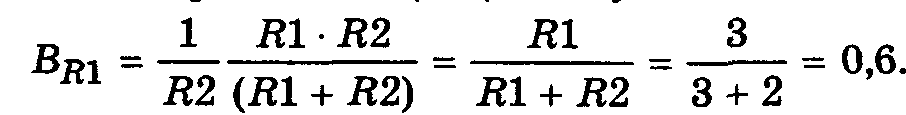 B_{R1} = \frac{1}{R2} \frac{R1 \cdot R2}{(R1 + R2)} = \frac{R1}{R1 + R2} = \frac{3}{3 + 2} = 0,6.